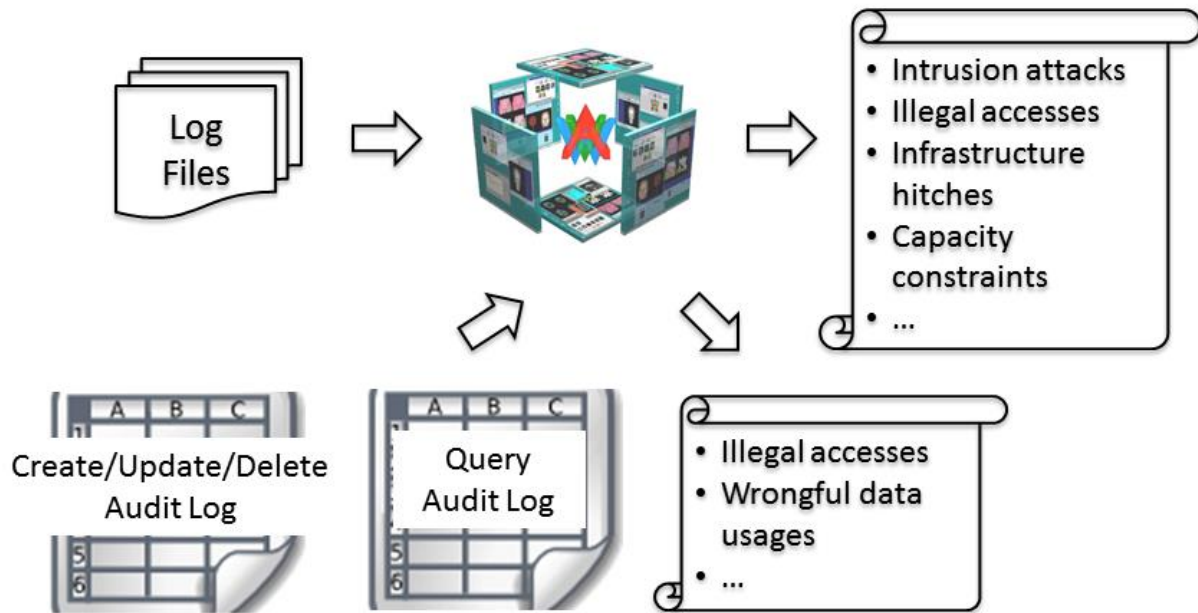 Log
Files
• Intrusion attacks
• Illegal accesses
• Infrastructure
hitches
• Capacity
constraints
• ...
A B C
1
Create/Update/Delete
Audit Log
5
6
A B C
1
Query
Audit Log
5
6
• Illegal accesses
• Wrongful data
usages
• ...